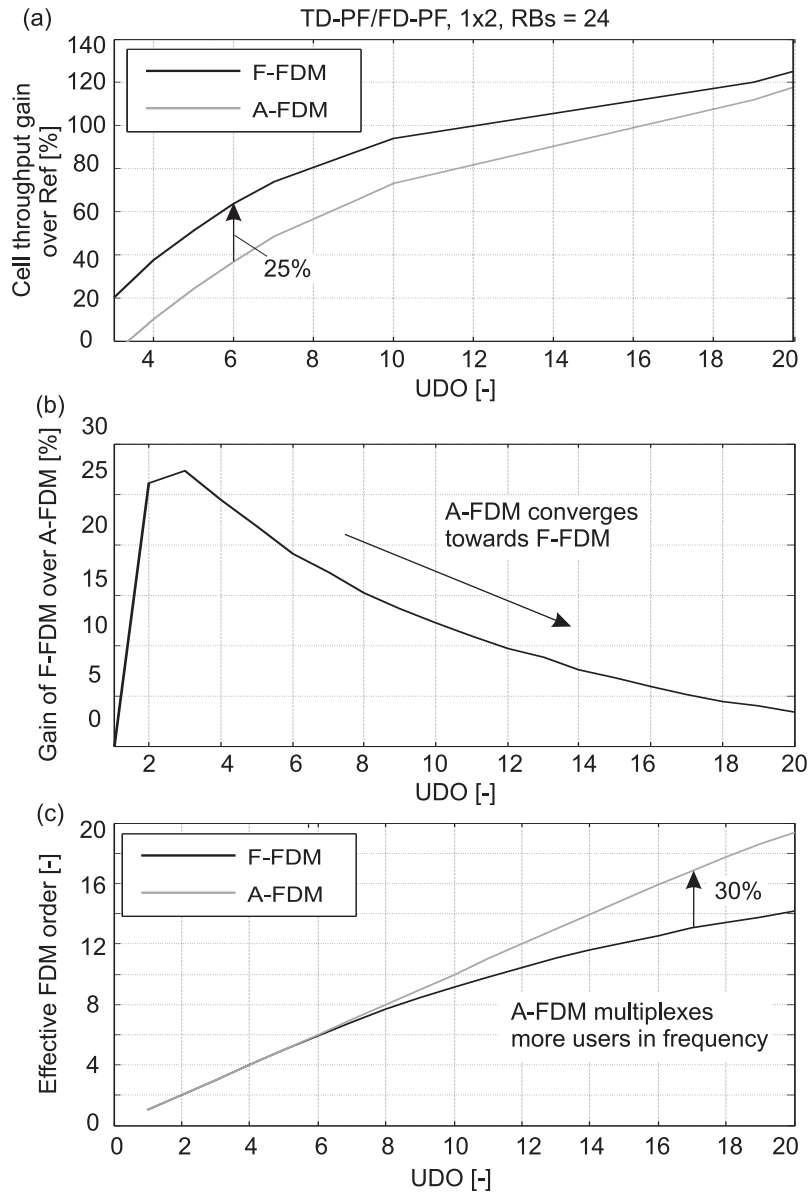 (a)
TD-PF/FD-PF, 1x2, RBs = 24
140
120
100
80
60
40
20
0
Cell throughput gain
over Ref [%]
F-FDM
A-FDM
25%
4 6 8 10 12 14 16 18 20
UDO [-]
(b)
30
25
20
15
10
5
0
Gain of F-FDM over A-FDM [%]
A-FDM converges
towards F-FDM
2 4 6 8 10 12 14 16 18 20
UDO [-]
(c)
20
16
12
8
4
0
Effective FDM order [-]
F-FDM
A-FDM
30%
A-FDM multiplexes
more users in frequency
0 2 4 6 8 10 12 14 16 18 20
UDO [-]